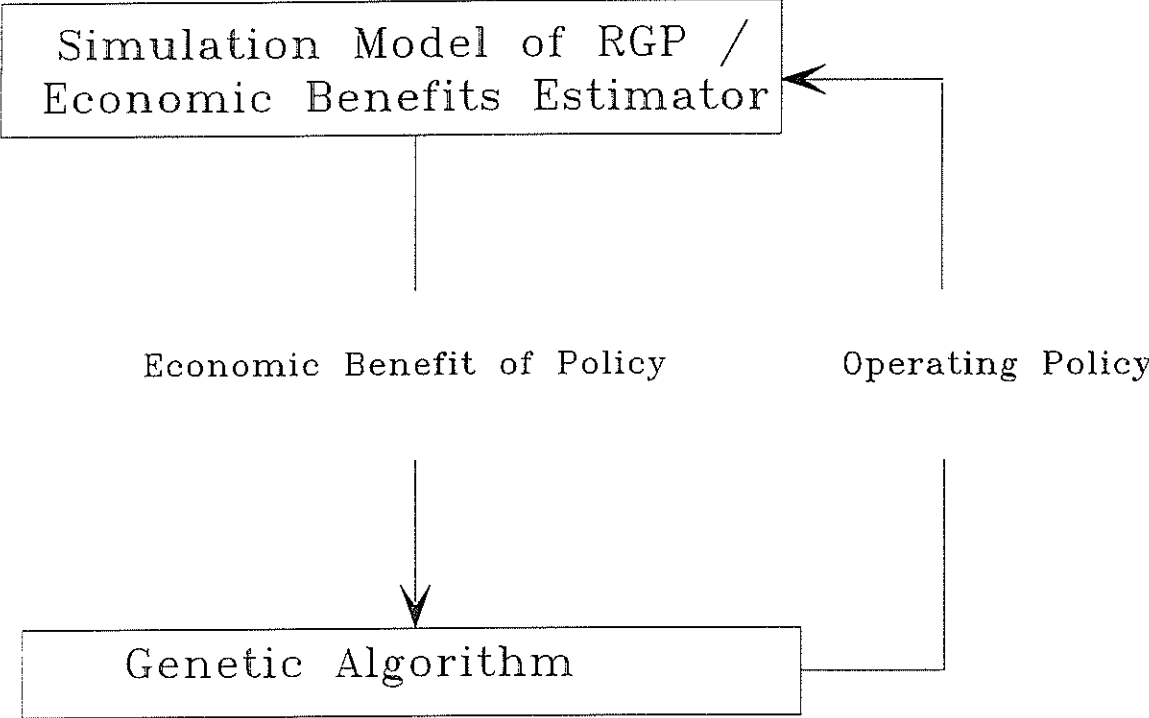 Simulation Model of RGP /
Economic Benefits Estimator
Economic Benefit of Policy
Operating Policy
Genetic Algorithm